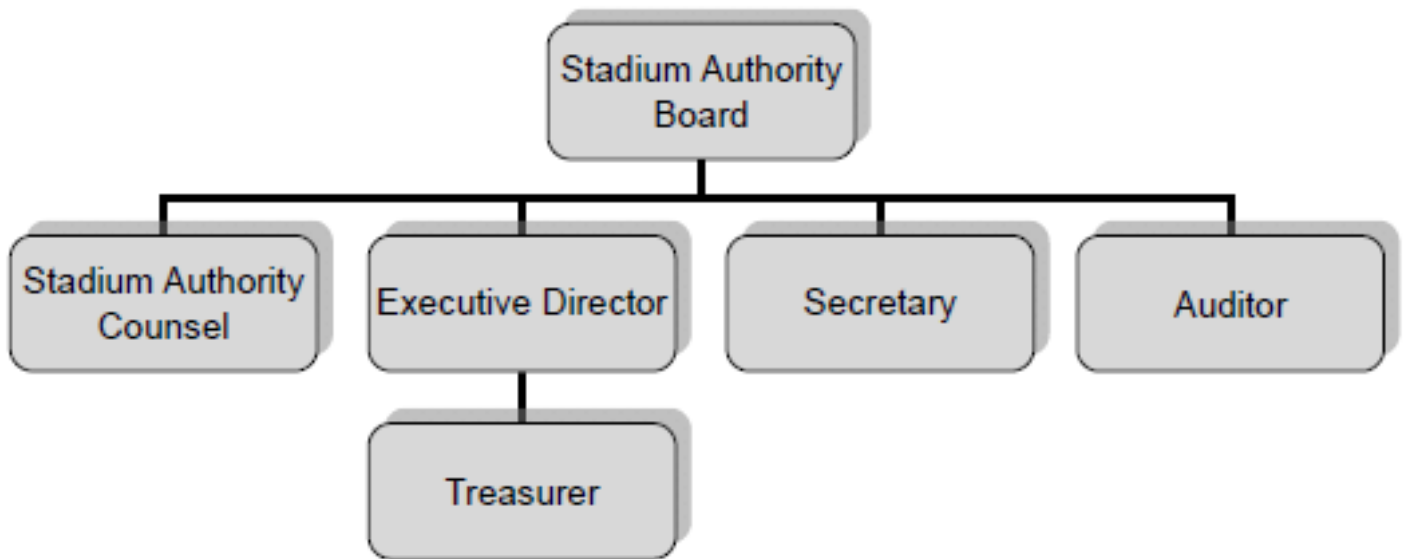 Stadium Authority
Board
Stadium Authority
Counsel
Executive Director
Secretary
Auditor
Treasurer